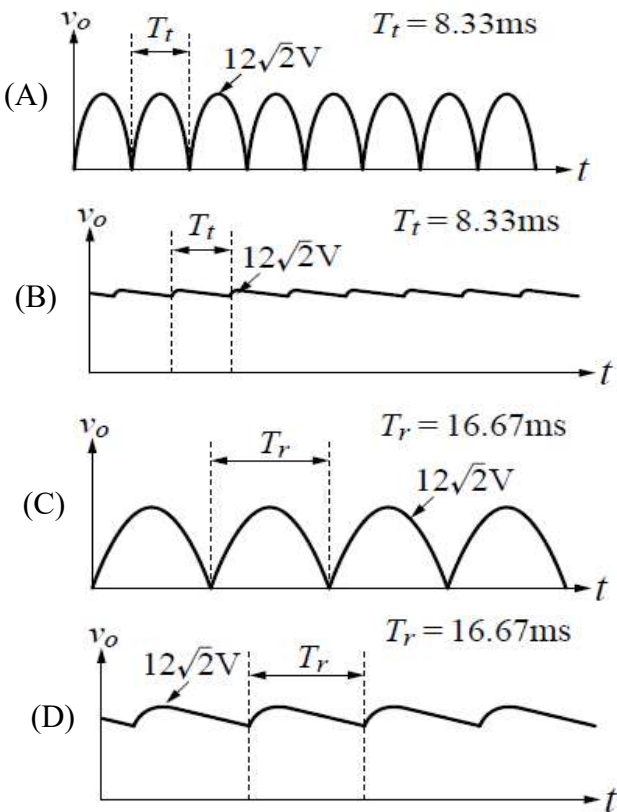 v_o T_t T_t = 8.33ms
12√2V
(A)
t
v_o T_t T_t = 8.33ms
12√2V
(B)
t
v_o T_r T_r = 16.67ms
12√2V
(C)
t
v_o T_r = 16.67ms
12√2V T_r
(D)
t